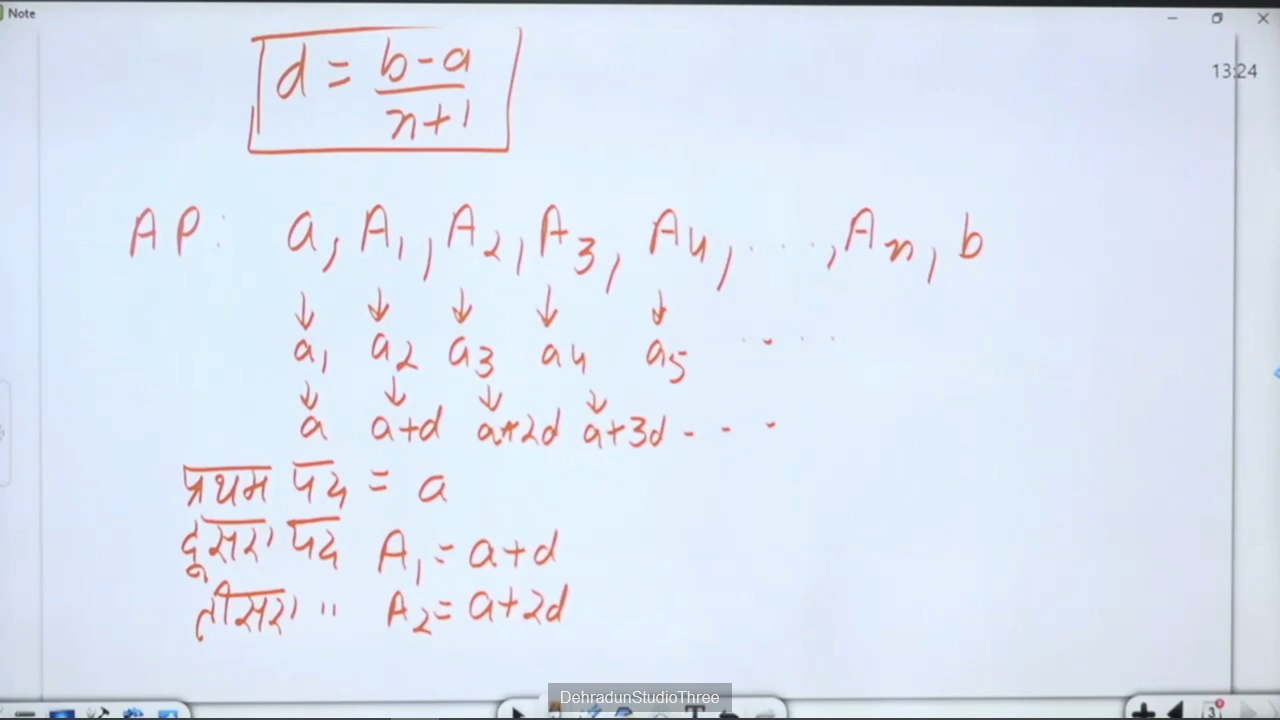 Note
13:24
d = b-a / n+1
AP: a, A₁, A₂, A₃, A₄, ..., Aₙ, b
↓ ↓ ↓ ↓ ↓
a₁ a₂ a₃ a₄ a₅ ....
↓ ↓ ↓ ↓
a a+d a+2d a+3d - - -
प्रथम पद = a
दूसरा पद A₁ = a+d
तीसरा " A₂ = a+2d
DehradunStudioThree